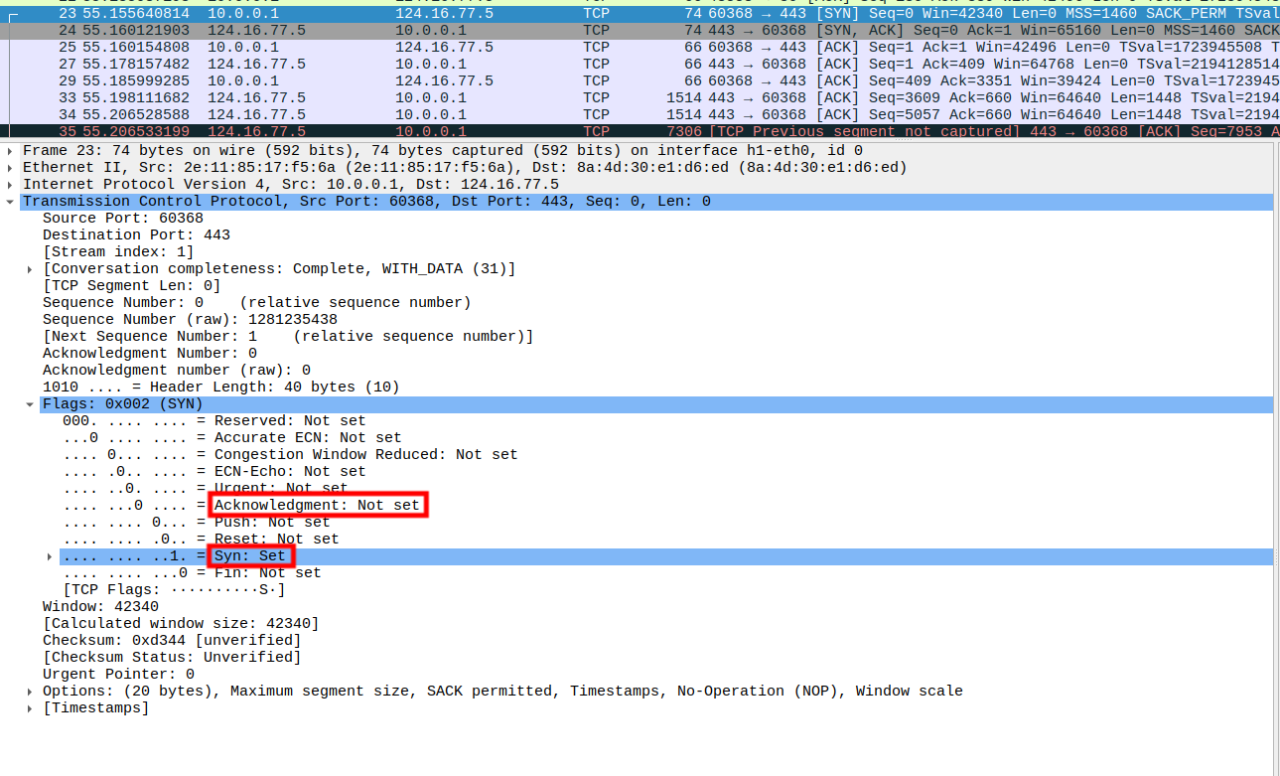 23 55.155640814 10.0.0.1 124.16.77.5 TCP 74 60368 → 443 [SYN] Seq=0 Win=42340 Len=0 MSS=1460 SACK_PERM TSval
24 55.160121903 124.16.77.5 10.0.0.1 TCP 74 443 → 60368 [SYN, ACK] Seq=0 Ack=1 Win=65160 Len=0 MSS=1460 SACK
25 55.160154808 10.0.0.1 124.16.77.5 TCP 66 60368 → 443 [ACK] Seq=1 Ack=1 Win=42496 Len=0 TSval=1723945508 T
27 55.178157482 124.16.77.5 10.0.0.1 TCP 66 443 → 60368 [ACK] Seq=1 Ack=409 Win=64768 Len=0 TSval=2194128514
29 55.185999285 10.0.0.1 124.16.77.5 TCP 66 60368 → 443 [ACK] Seq=409 Ack=3351 Win=39424 Len=0 TSval=1723945
33 55.198111682 124.16.77.5 10.0.0.1 TCP 1514 443 → 60368 [ACK] Seq=3609 Ack=660 Win=64640 Len=1448 TSval=2194
34 55.206528588 124.16.77.5 10.0.0.1 TCP 1514 443 → 60368 [ACK] Seq=5057 Ack=660 Win=64640 Len=1448 TSval=2194
35 55.206533199 124.16.77.5 10.0.0.1 TCP 7306 [TCP Previous segment not captured] 443 → 60368 [ACK] Seq=7953 A
Frame 23: 74 bytes on wire (592 bits), 74 bytes captured (592 bits) on interface h1-eth0, id 0
Ethernet II, Src: 2e:11:85:17:f5:6a (2e:11:85:17:f5:6a), Dst: 8a:4d:30:e1:d6:ed (8a:4d:30:e1:d6:ed)
Internet Protocol Version 4, Src: 10.0.0.1, Dst: 124.16.77.5
Transmission Control Protocol, Src Port: 60368, Dst Port: 443, Seq: 0, Len: 0
Source Port: 60368
Destination Port: 443
[Stream index: 1]
[Conversation completeness: Complete, WITH_DATA (31)]
[TCP Segment Len: 0]
Sequence Number: 0 (relative sequence number)
Sequence Number (raw): 1281235438
[Next Sequence Number: 1 (relative sequence number)]
Acknowledgment Number: 0
Acknowledgment number (raw): 0
1010 .... = Header Length: 40 bytes (10)
Flags: 0x002 (SYN)
000. .... .... = Reserved: Not set
...0 .... .... = Accurate ECN: Not set
.... 0... .... = Congestion Window Reduced: Not set
.... .0.. .... = ECN-Echo: Not set
.... ..0. .... = Urgent: Not set
.... ...0 .... = Acknowledgment: Not set
.... .... 0... = Push: Not set
.... .... .0.. = Reset: Not set
.... .... ..1. = Syn: Set
.... .... ...0 = Fin: Not set
[TCP Flags: ··········S·]
Window: 42340
[Calculated window size: 42340]
Checksum: 0xd344 [unverified]
[Checksum Status: Unverified]
Urgent Pointer: 0
Options: (20 bytes), Maximum segment size, SACK permitted, Timestamps, No-Operation (NOP), Window scale
[Timestamps]